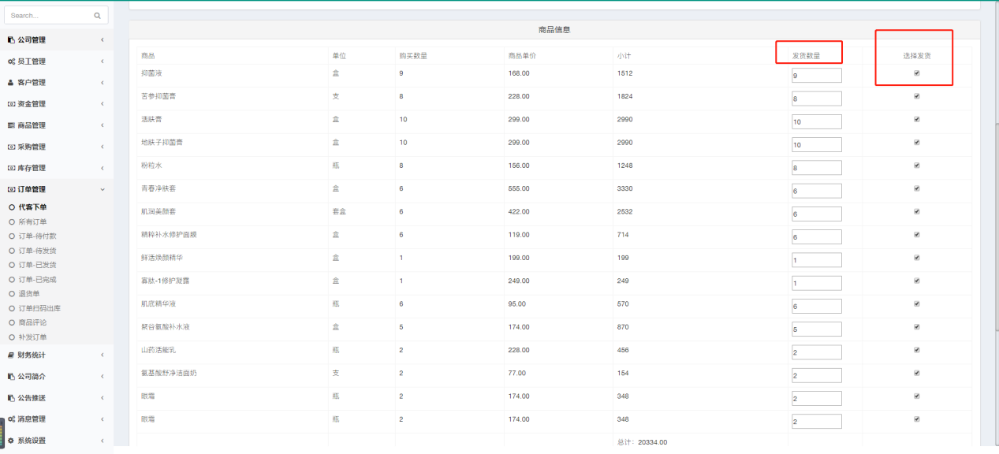 Search...
公司管理
员工管理
客户管理
资金管理
商品管理
采购管理
库存管理
订单管理
代客下单
所有订单
订单-待付款
订单-待发货
订单-已发货
订单-已完成
退货单
订单扫码出库
商品评论
补发订单
财务统计
公司简介
公告推送
消息管理
系统设置
商品信息
商品 单位 购买数量 商品单价 小计 发货数量 选择发货
抑菌液 盒 9 168.00 1512 9
苦参抑菌膏 支 8 228.00 1824 8
活肤膏 盒 10 299.00 2990 10
地肤子抑菌膏 盒 10 299.00 2990 10
粉粒水 瓶 8 156.00 1248 8
青春净肤套 盒 6 555.00 3330 6
肌润美颜套 套盒 6 422.00 2532 6
精粹补水修护面膜 盒 6 119.00 714 6
鲜活焕颜精华 盒 1 199.00 199 1
寡肽-1修护凝露 盒 1 249.00 249 1
肌底精华液 瓶 6 95.00 570 6
聚谷氨酸补水液 盒 5 174.00 870 5
山药活能乳 瓶 2 228.00 456 2
氨基酸舒净洁面奶 支 2 77.00 154 2
眼霜 瓶 2 174.00 348 2
眼霜 瓶 2 174.00 348 2
总计：20334.00